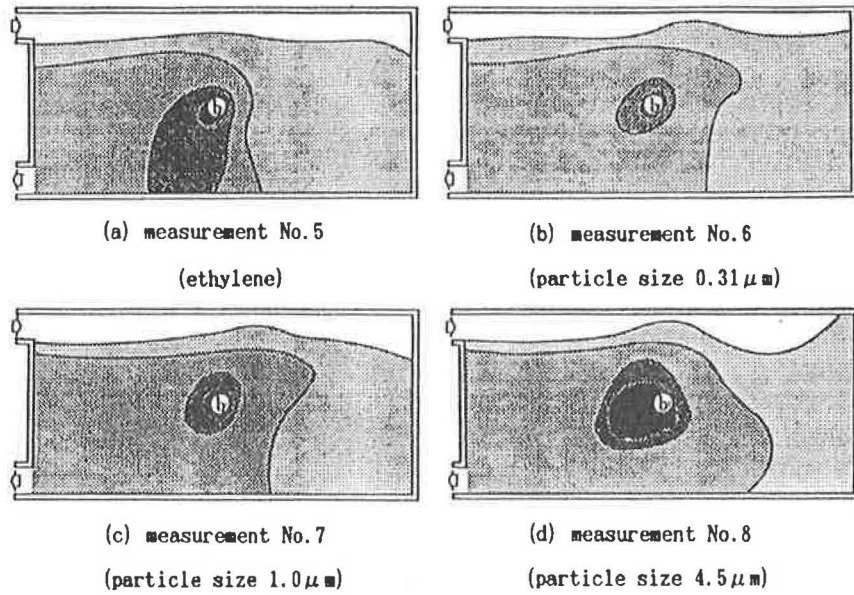 b
b
(a) measurement No.5
(b) measurement No.6
(ethylene)
(particle size 0.31μm)
b
b
(c) measurement No.7
(d) measurement No.8
(particle size 1.0μm)
(particle size 4.5μm)